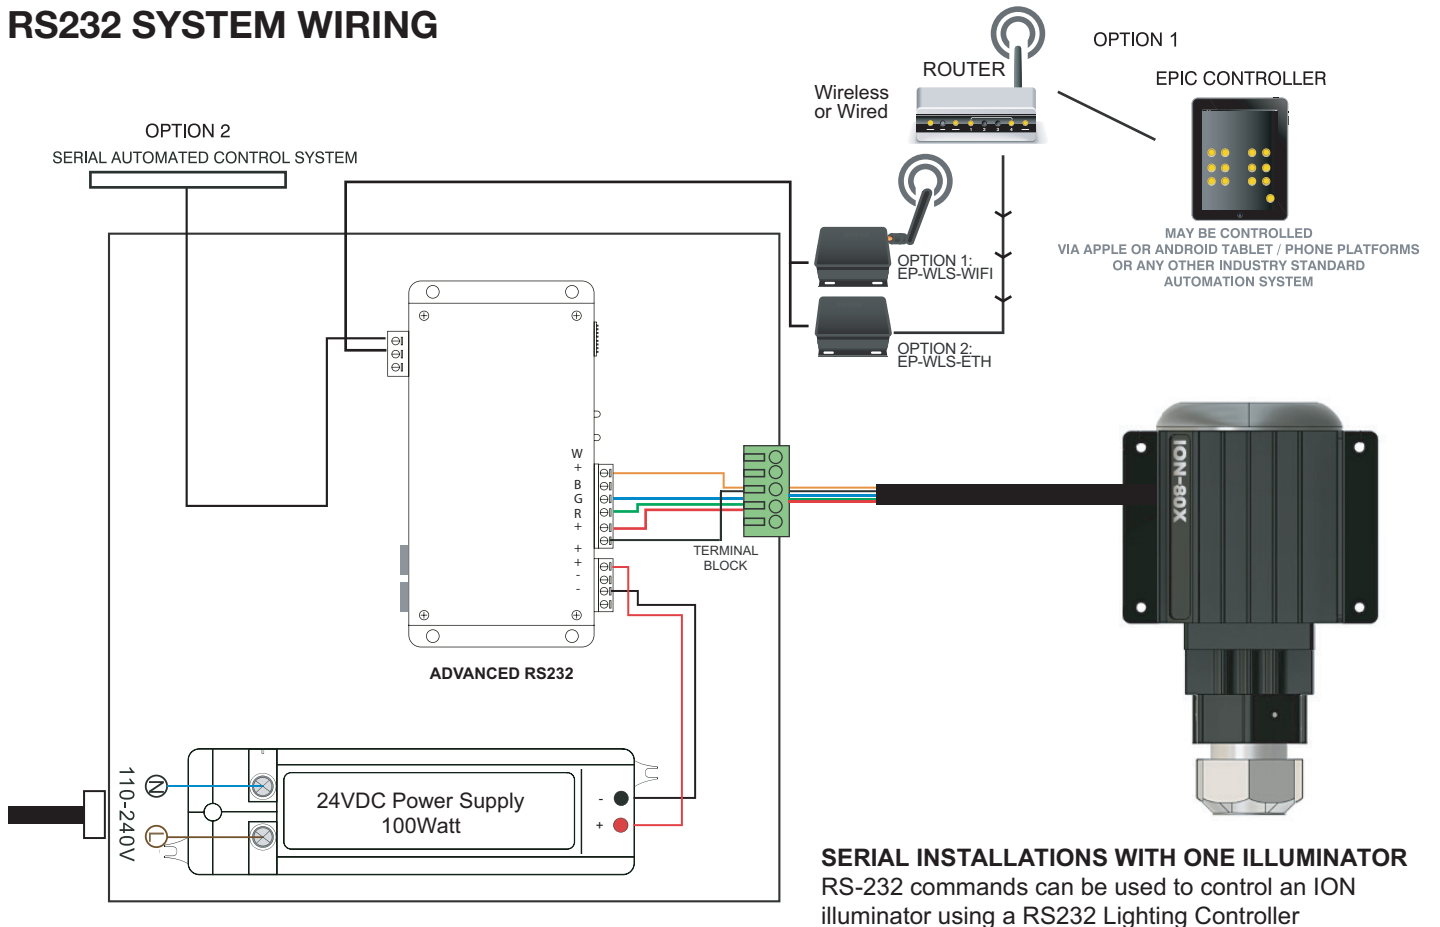 RS232 SYSTEM WIRING
OPTION 1
ROUTER
EPIC CONTROLLER
Wireless
or Wired
1 2 3 4
OPTION 2
SERIAL AUTOMATED CONTROL SYSTEM
MAY BE CONTROLLED
VIA APPLE OR ANDROID TABLET / PHONE PLATFORMS
OR ANY OTHER INDUSTRY STANDARD
AUTOMATION SYSTEM
OPTION 1:
EP-WLS-WIFI
OPTION 2:
EP-WLS-ETH
W
+
B
G
R
+
+
+
-
-
TERMINAL
BLOCK
ION-80X
ADVANCED RS232
110-240V
N
L
24VDC Power Supply
100Watt
-
+
SERIAL INSTALLATIONS WITH ONE ILLUMINATOR
RS-232 commands can be used to control an ION
illuminator using a RS232 Lighting Controller